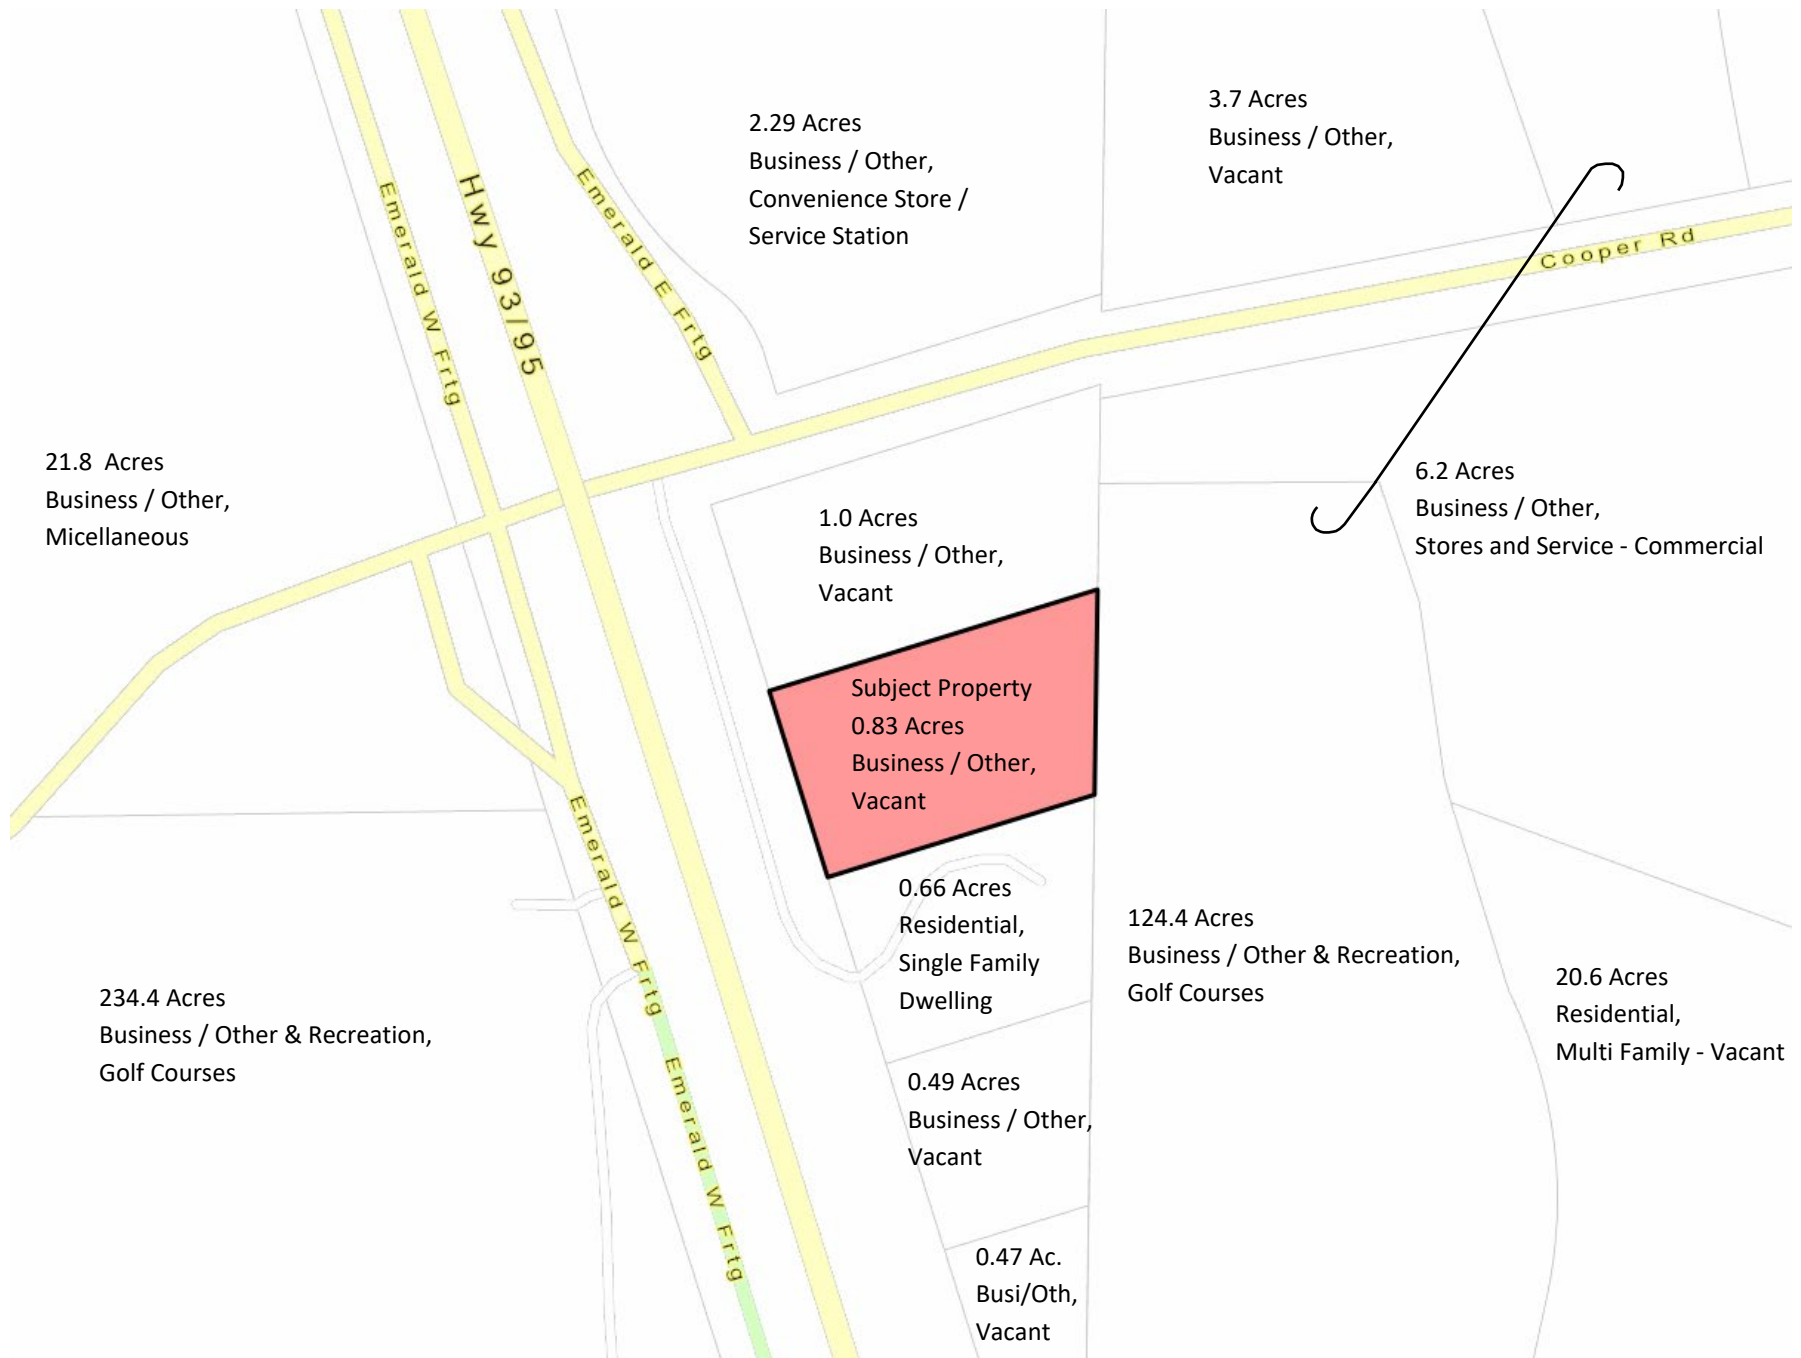 2.29 Acres
Business / Other,
Convenience Store /
Service Station
3.7 Acres
Business / Other,
Vacant
Emerald W Frtg
Hwy 93/95
Emerald E Frtg
Cooper Rd
21.8 Acres
Business / Other,
Micellaneous
1.0 Acres
Business / Other,
Vacant
6.2 Acres
Business / Other,
Stores and Service - Commercial
Subject Property
0.83 Acres
Business / Other,
Vacant
Emerald W Frtg
0.66 Acres
Residential,
Single Family
Dwelling
124.4 Acres
Business / Other & Recreation,
Golf Courses
20.6 Acres
Residential,
Multi Family - Vacant
234.4 Acres
Business / Other & Recreation,
Golf Courses
Emerald W Frtg
0.49 Acres
Business / Other,
Vacant
0.47 Ac.
Busi/Oth,
Vacant